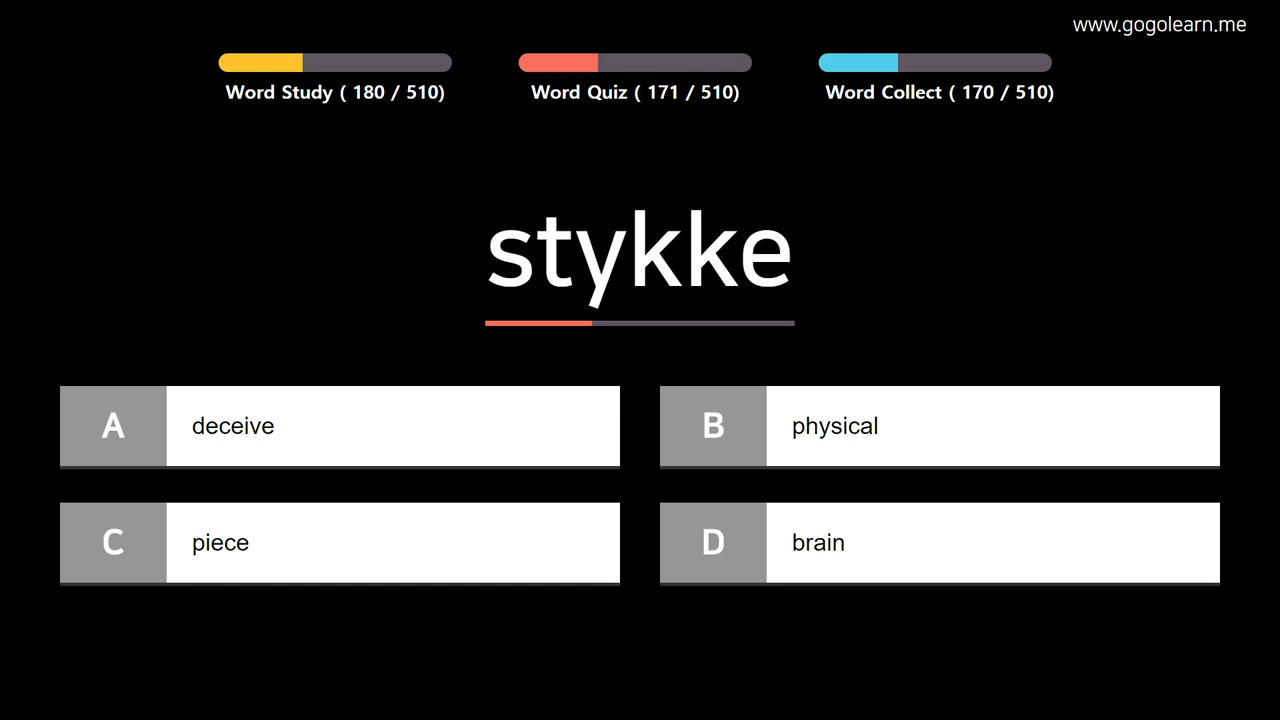 www.gogolearn.me
Word Study ( 180 / 510)
Word Quiz ( 171 / 510)
Word Collect ( 170 / 510)
stykke
A deceive
B physical
C piece
D brain